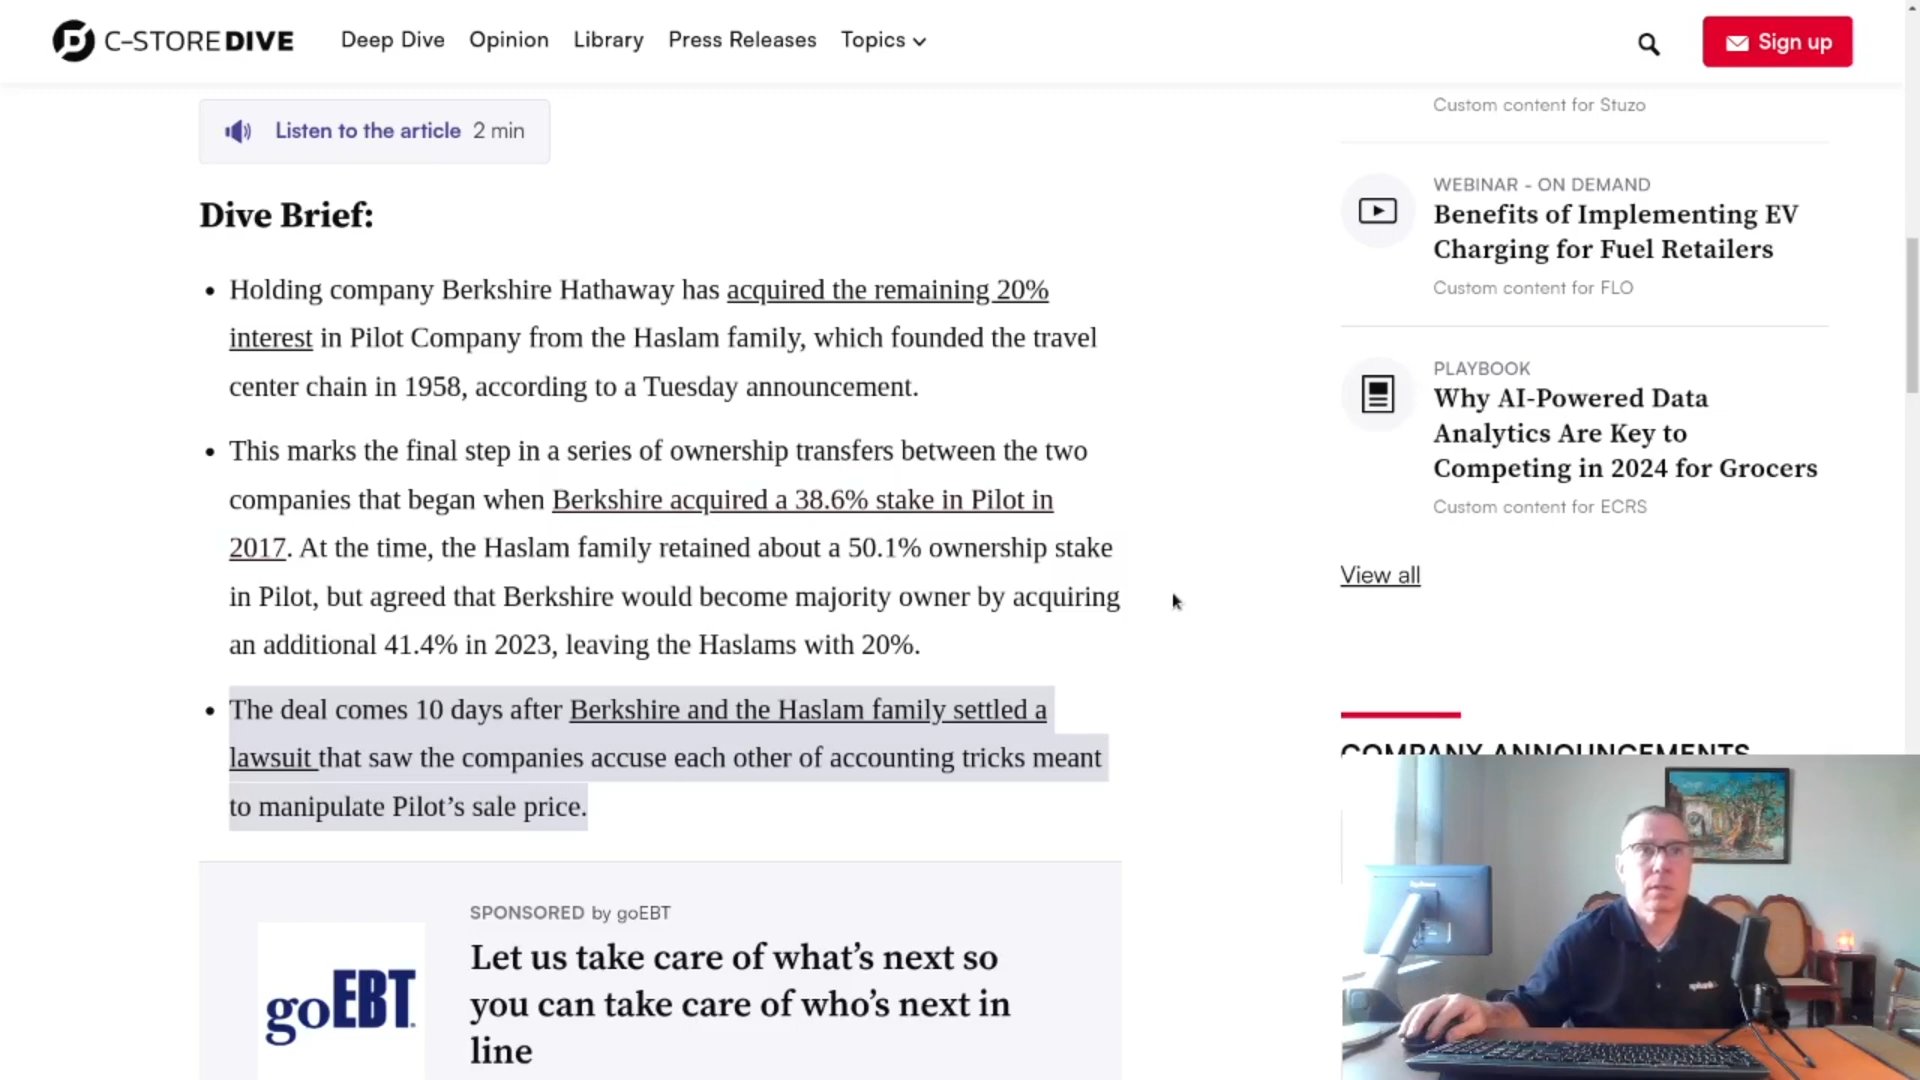 C-STORE DIVE
Deep Dive
Opinion
Library
Press Releases
Topics
Sign up
Listen to the article 2 min
Dive Brief:
Holding company Berkshire Hathaway has acquired the remaining 20%
interest in Pilot Company from the Haslam family, which founded the travel
center chain in 1958, according to a Tuesday announcement.
This marks the final step in a series of ownership transfers between the two
companies that began when Berkshire acquired a 38.6% stake in Pilot in
2017. At the time, the Haslam family retained about a 50.1% ownership stake
in Pilot, but agreed that Berkshire would become majority owner by acquiring
an additional 41.4% in 2023, leaving the Haslams with 20%.
The deal comes 10 days after Berkshire and the Haslam family settled a
lawsuit that saw the companies accuse each other of accounting tricks meant
to manipulate Pilot’s sale price.
SPONSORED by goEBT
goEBT
Let us take care of what’s next so
you can take care of who’s next in
line
Custom content for Stuzo
WEBINAR - ON DEMAND
Benefits of Implementing EV
Charging for Fuel Retailers
Custom content for FLO
PLAYBOOK
Why AI-Powered Data
Analytics Are Key to
Competing in 2024 for Grocers
Custom content for ECRS
View all
COMPANY ANNOUNCEMENTS